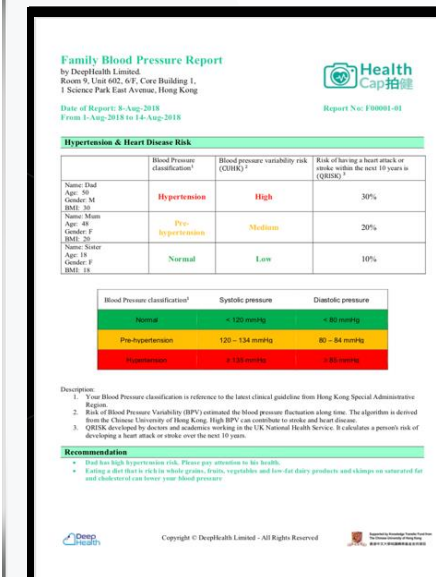 Family Blood Pressure Report
by DeepHealth Limited.
Room 9, Unit 602, 6/F, Core Building 1,
1 Science Park East Avenue, Hong Kong
Health
Cap拍健
Date of Report: 8-Aug-2018
Report No: F00001-01
From 1-Aug-2018 to 14-Aug-2018
Hypertension & Heart Disease Risk
Blood Pressure classification1
Blood pressure variability risk (CUHK) 2
Risk of having a heart attack or stroke within the next 10 years is (QRISK) 3
Name: Dad
Age: 50
Gender: M
BMI: 30
Hypertension
High
30%
Name: Mum
Age: 48
Gender: F
BMI: 20
Pre-
hypertension
Medium
20%
Name: Sister
Age: 18
Gender: F
BMI: 18
Normal
Low
10%
Blood Pressure classification1 Systolic pressure Diastolic pressure
Normal < 120 mmHg < 80 mmHg
Pre-hypertension 120 – 134 mmHg 80 – 84 mmHg
Hypertension ≥ 135 mmHg ≥ 85 mmHg
Description:
1. Your Blood Pressure classification is reference to the latest clinical guideline from Hong Kong Special Administrative
Region.
2. Risk of Blood Pressure Variability (BPV) estimated the blood pressure fluctuation along time. The algorithm is derived
from the Chinese University of Hong Kong. High BPV can contribute to stroke and heart disease.
3. QRISK developed by doctors and academics working in the UK National Health Service. It calculates a person's risk of
developing a heart attack or stroke over the next 10 years.
Recommendation
• Dad has high hypertension risk. Please pay attention to his health.
• Eating a diet that is rich in whole grains, fruits, vegetables and low-fat dairy products and skimps on saturated fat
and cholesterol can lower your blood pressure
Deep
Health
Copyright © DeepHealth Limited - All Rights Reserved
Supported by Knowledge Transfer Fund from
The Chinese University of Hong Kong